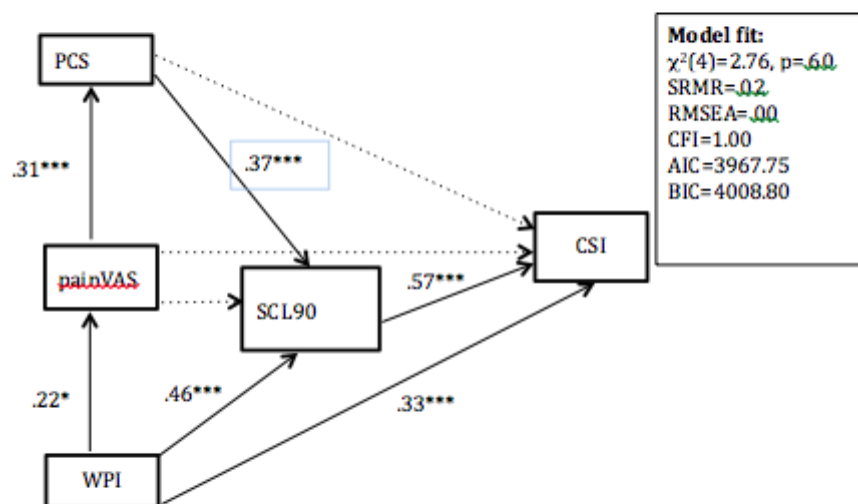 PCS
.31***
.37***
painVAS
SCL90
.57***
CSI
.22*
.46***
.33***
WPI
Model fit:
χ²(4)=2.76, p=.60
SRMR=.02
RMSEA=.00
CFI=1.00
AIC=3967.75
BIC=4008.80